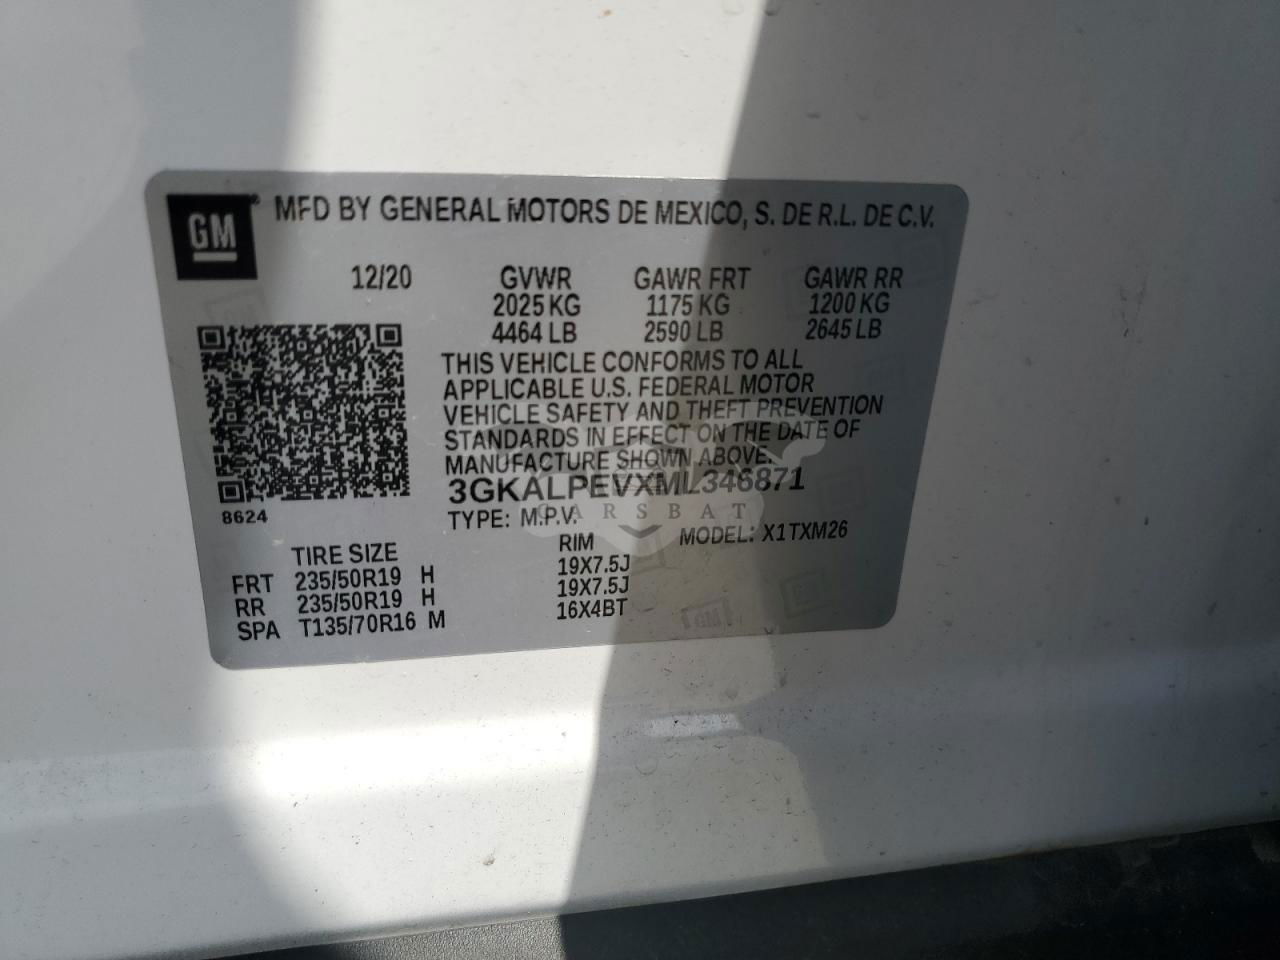 GM® MFD BY GENERAL MOTORS DE MEXICO, S. DE R.L. DE C.V.
12/20 GVWR GAWR FRT GAWR RR
2025 KG 1175 KG 1200 KG
4464 LB 2590 LB 2645 LB
THIS VEHICLE CONFORMS TO ALL
APPLICABLE U.S. FEDERAL MOTOR
VEHICLE SAFETY AND THEFT PREVENTION
STANDARDS IN EFFECT ON THE DATE OF
MANUFACTURE SHOWN ABOVE.
3GKALPEVXML346871
8624
TYPE: M.P.V. MODEL: X1TXM26
CARSBAT
TIRE SIZE RIM
FRT 235/50R19 H 19X7.5J
RR 235/50R19 H 19X7.5J
SPA T135/70R16 M 16X4BT
GM